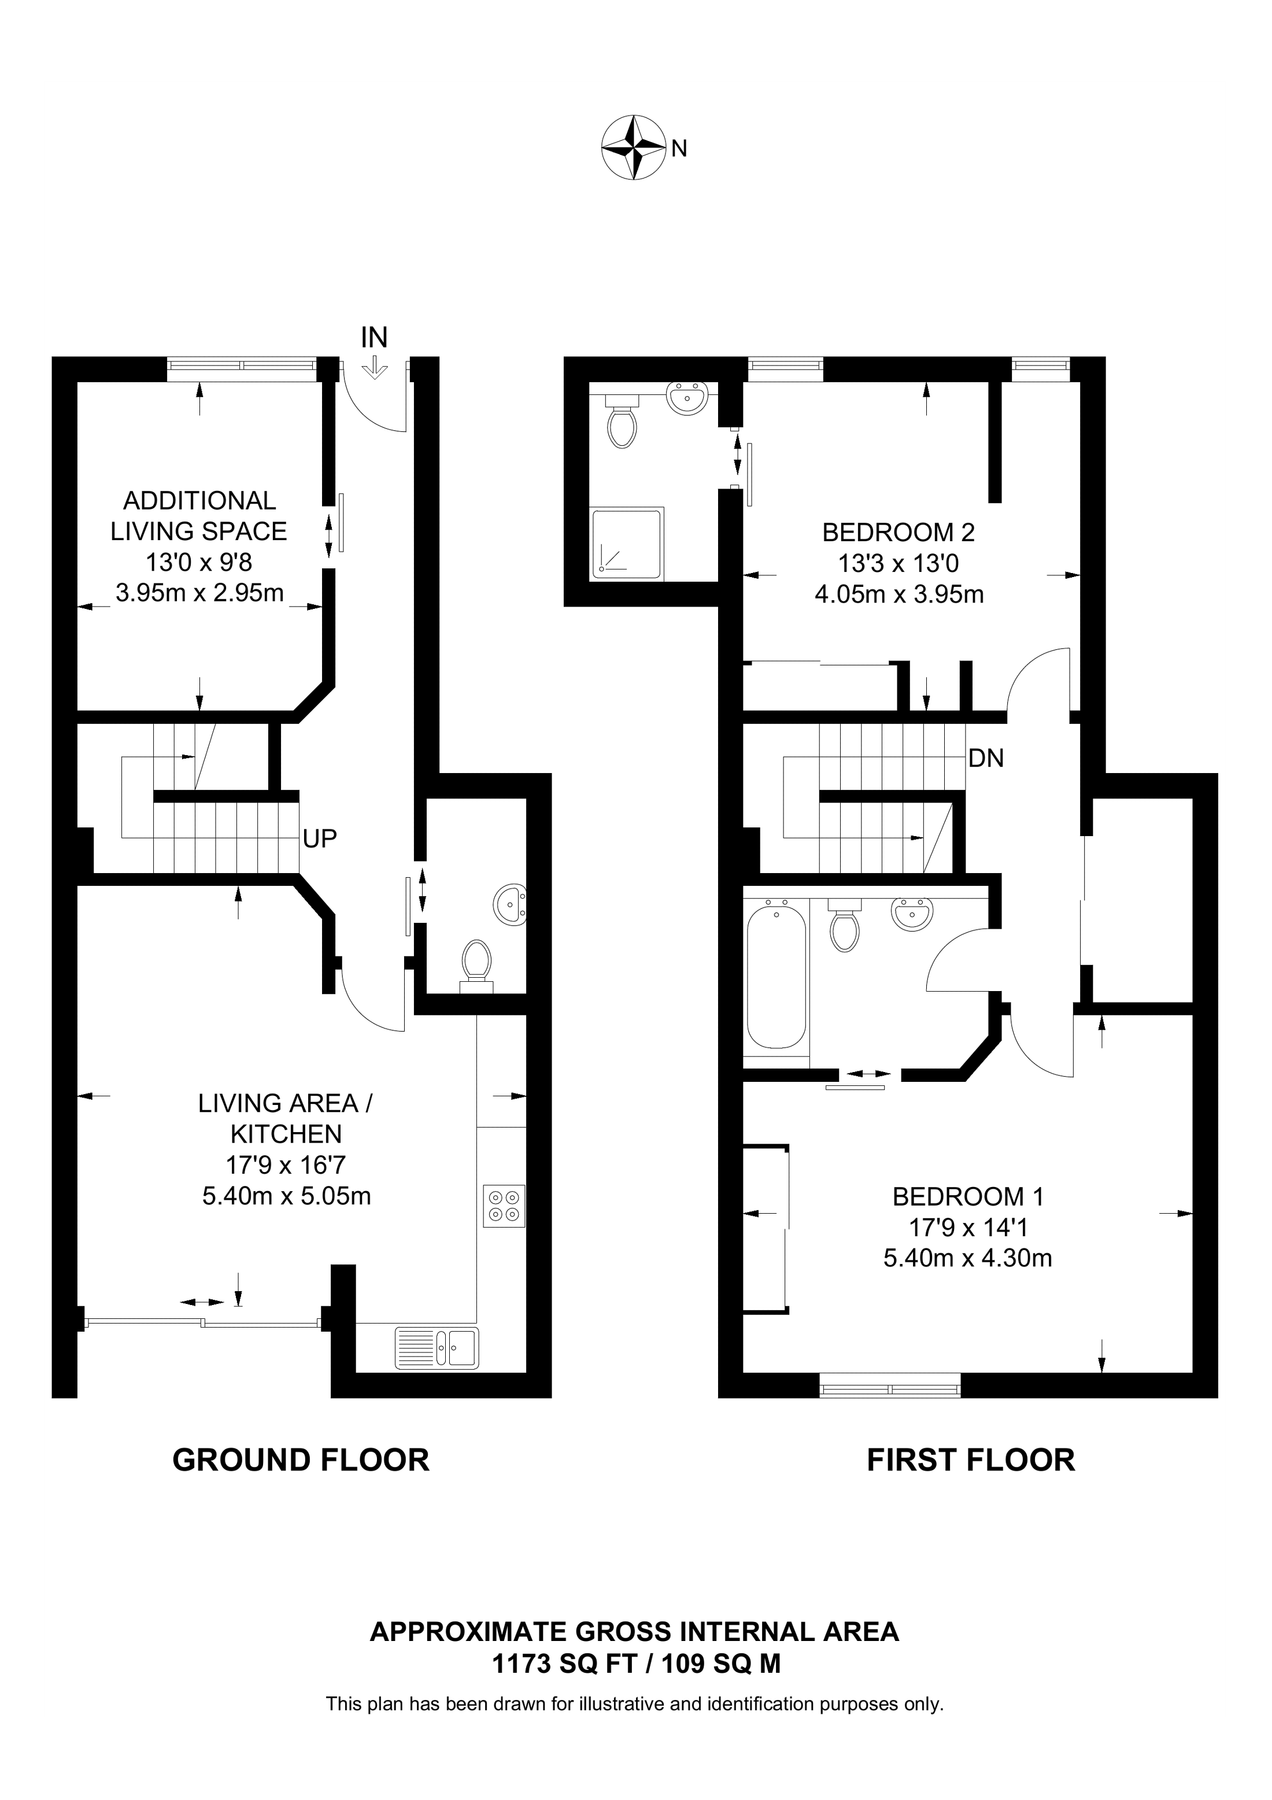 N
IN
ADDITIONAL
LIVING SPACE
13'0 x 9'8
3.95m x 2.95m
UP
LIVING AREA /
KITCHEN
17'9 x 16'7
5.40m x 5.05m
GROUND FLOOR
BEDROOM 2
13'3 x 13'0
4.05m x 3.95m
DN
BEDROOM 1
17'9 x 14'1
5.40m x 4.30m
FIRST FLOOR
APPROXIMATE GROSS INTERNAL AREA
1173 SQ FT / 109 SQ M
This plan has been drawn for illustrative and identification purposes only.